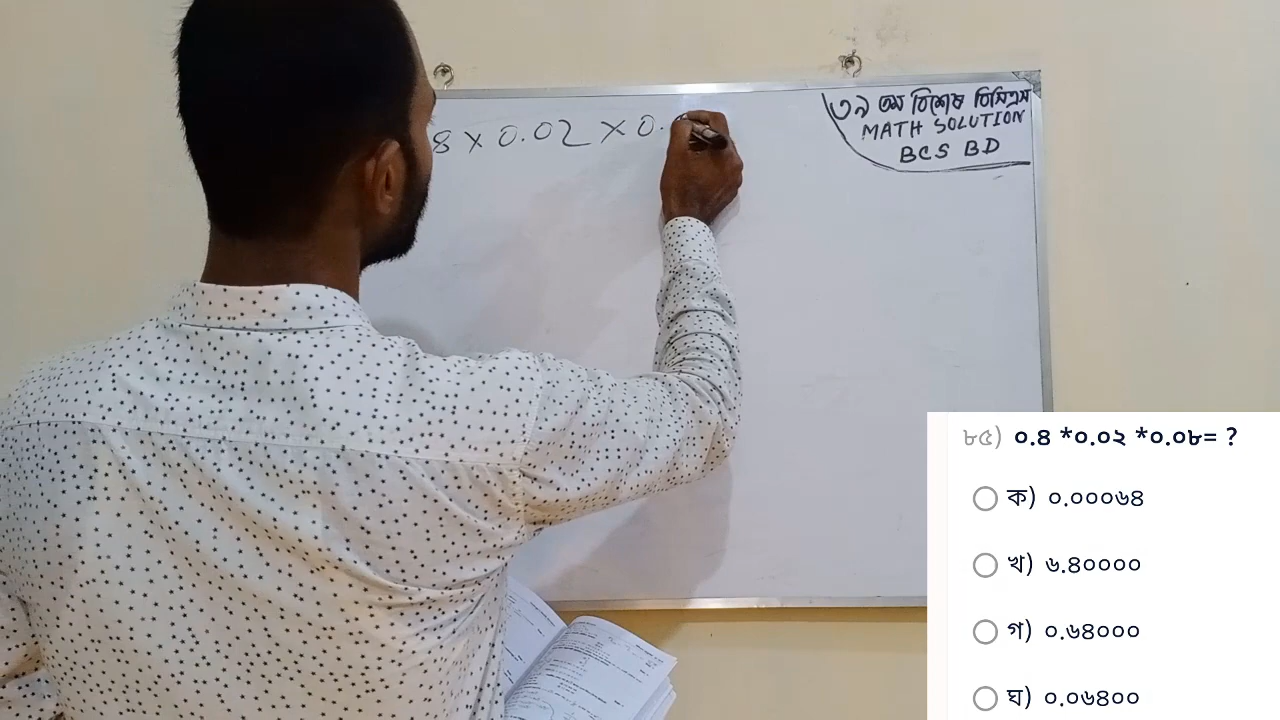 8 x 0.02 x 0.
৩৯ তম বিশেষ বিসিএস
MATH SOLUTION
BCS BD
৮৫) ০.৪ *০.০২ *০.০৮= ?
ক) ০.০০০৬৪
খ) ৬.৪০০০০
গ) ০.৬৪০০০
ঘ) ০.০৬৪০০